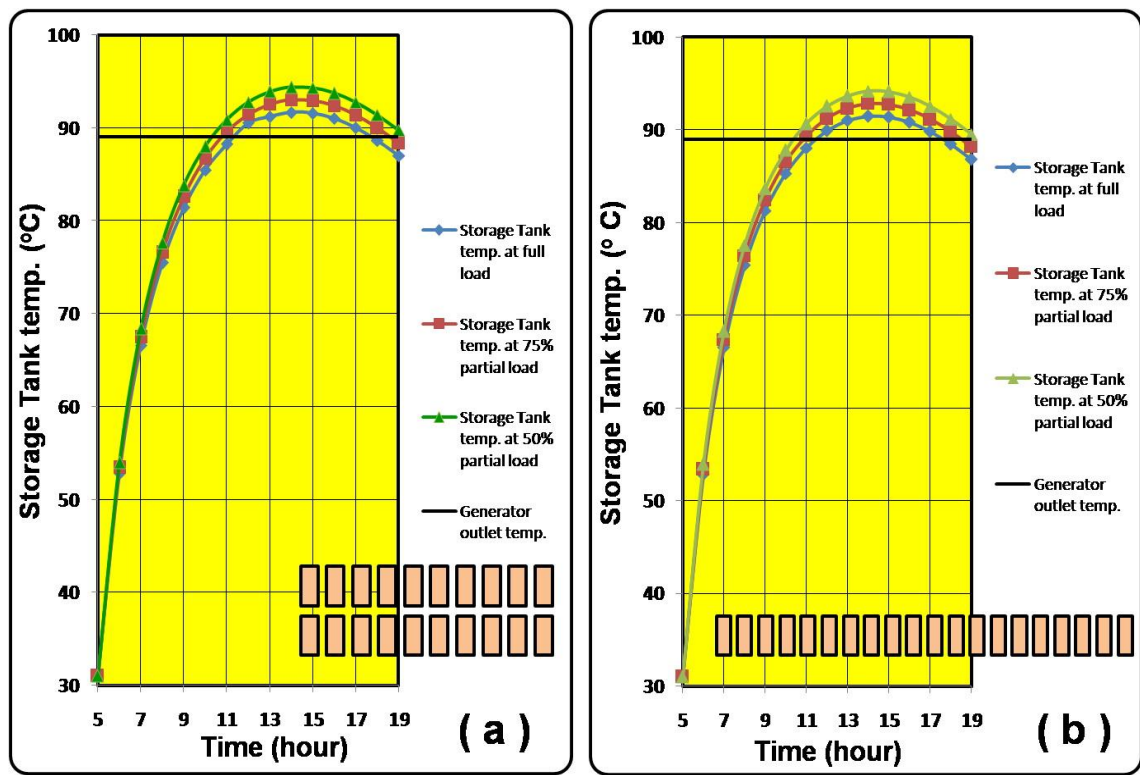 100
90
80
70
60
50
40
30
Storage Tank temp. (°C)
5 7 9 11 13 15 17 19
Time (hour)
Storage Tank
temp. at full
load
Storage Tank
temp. at 75%
partial load
Storage Tank
temp. at 50%
partial load
Generator
outlet temp.
( a )
100
90
80
70
60
50
40
30
Storage Tank temp. (° C)
5 7 9 11 13 15 17 19
Time (hour)
Storage Tank
temp. at full
load
Storage Tank
temp. at 75%
partial load
Storage Tank
temp. at 50%
partial load
Generator
outlet temp.
( b )